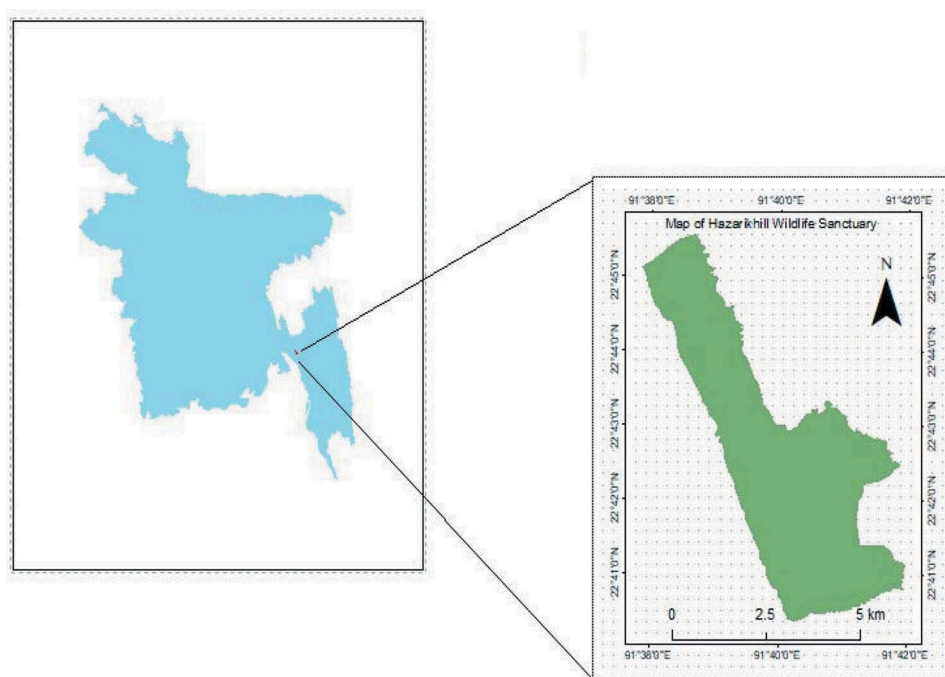 91°38'0"E 91°40'0"E 91°42'0"E
Map of Hazarikhill Wildlife Sanctuary
N
22°45'0"N 22°45'0"N
22°44'0"N 22°44'0"N
22°43'0"N 22°43'0"N
22°42'0"N 22°42'0"N
22°41'0"N 22°41'0"N
0 2.5 5 km
91°38'0"E 91°40'0"E 91°42'0"E